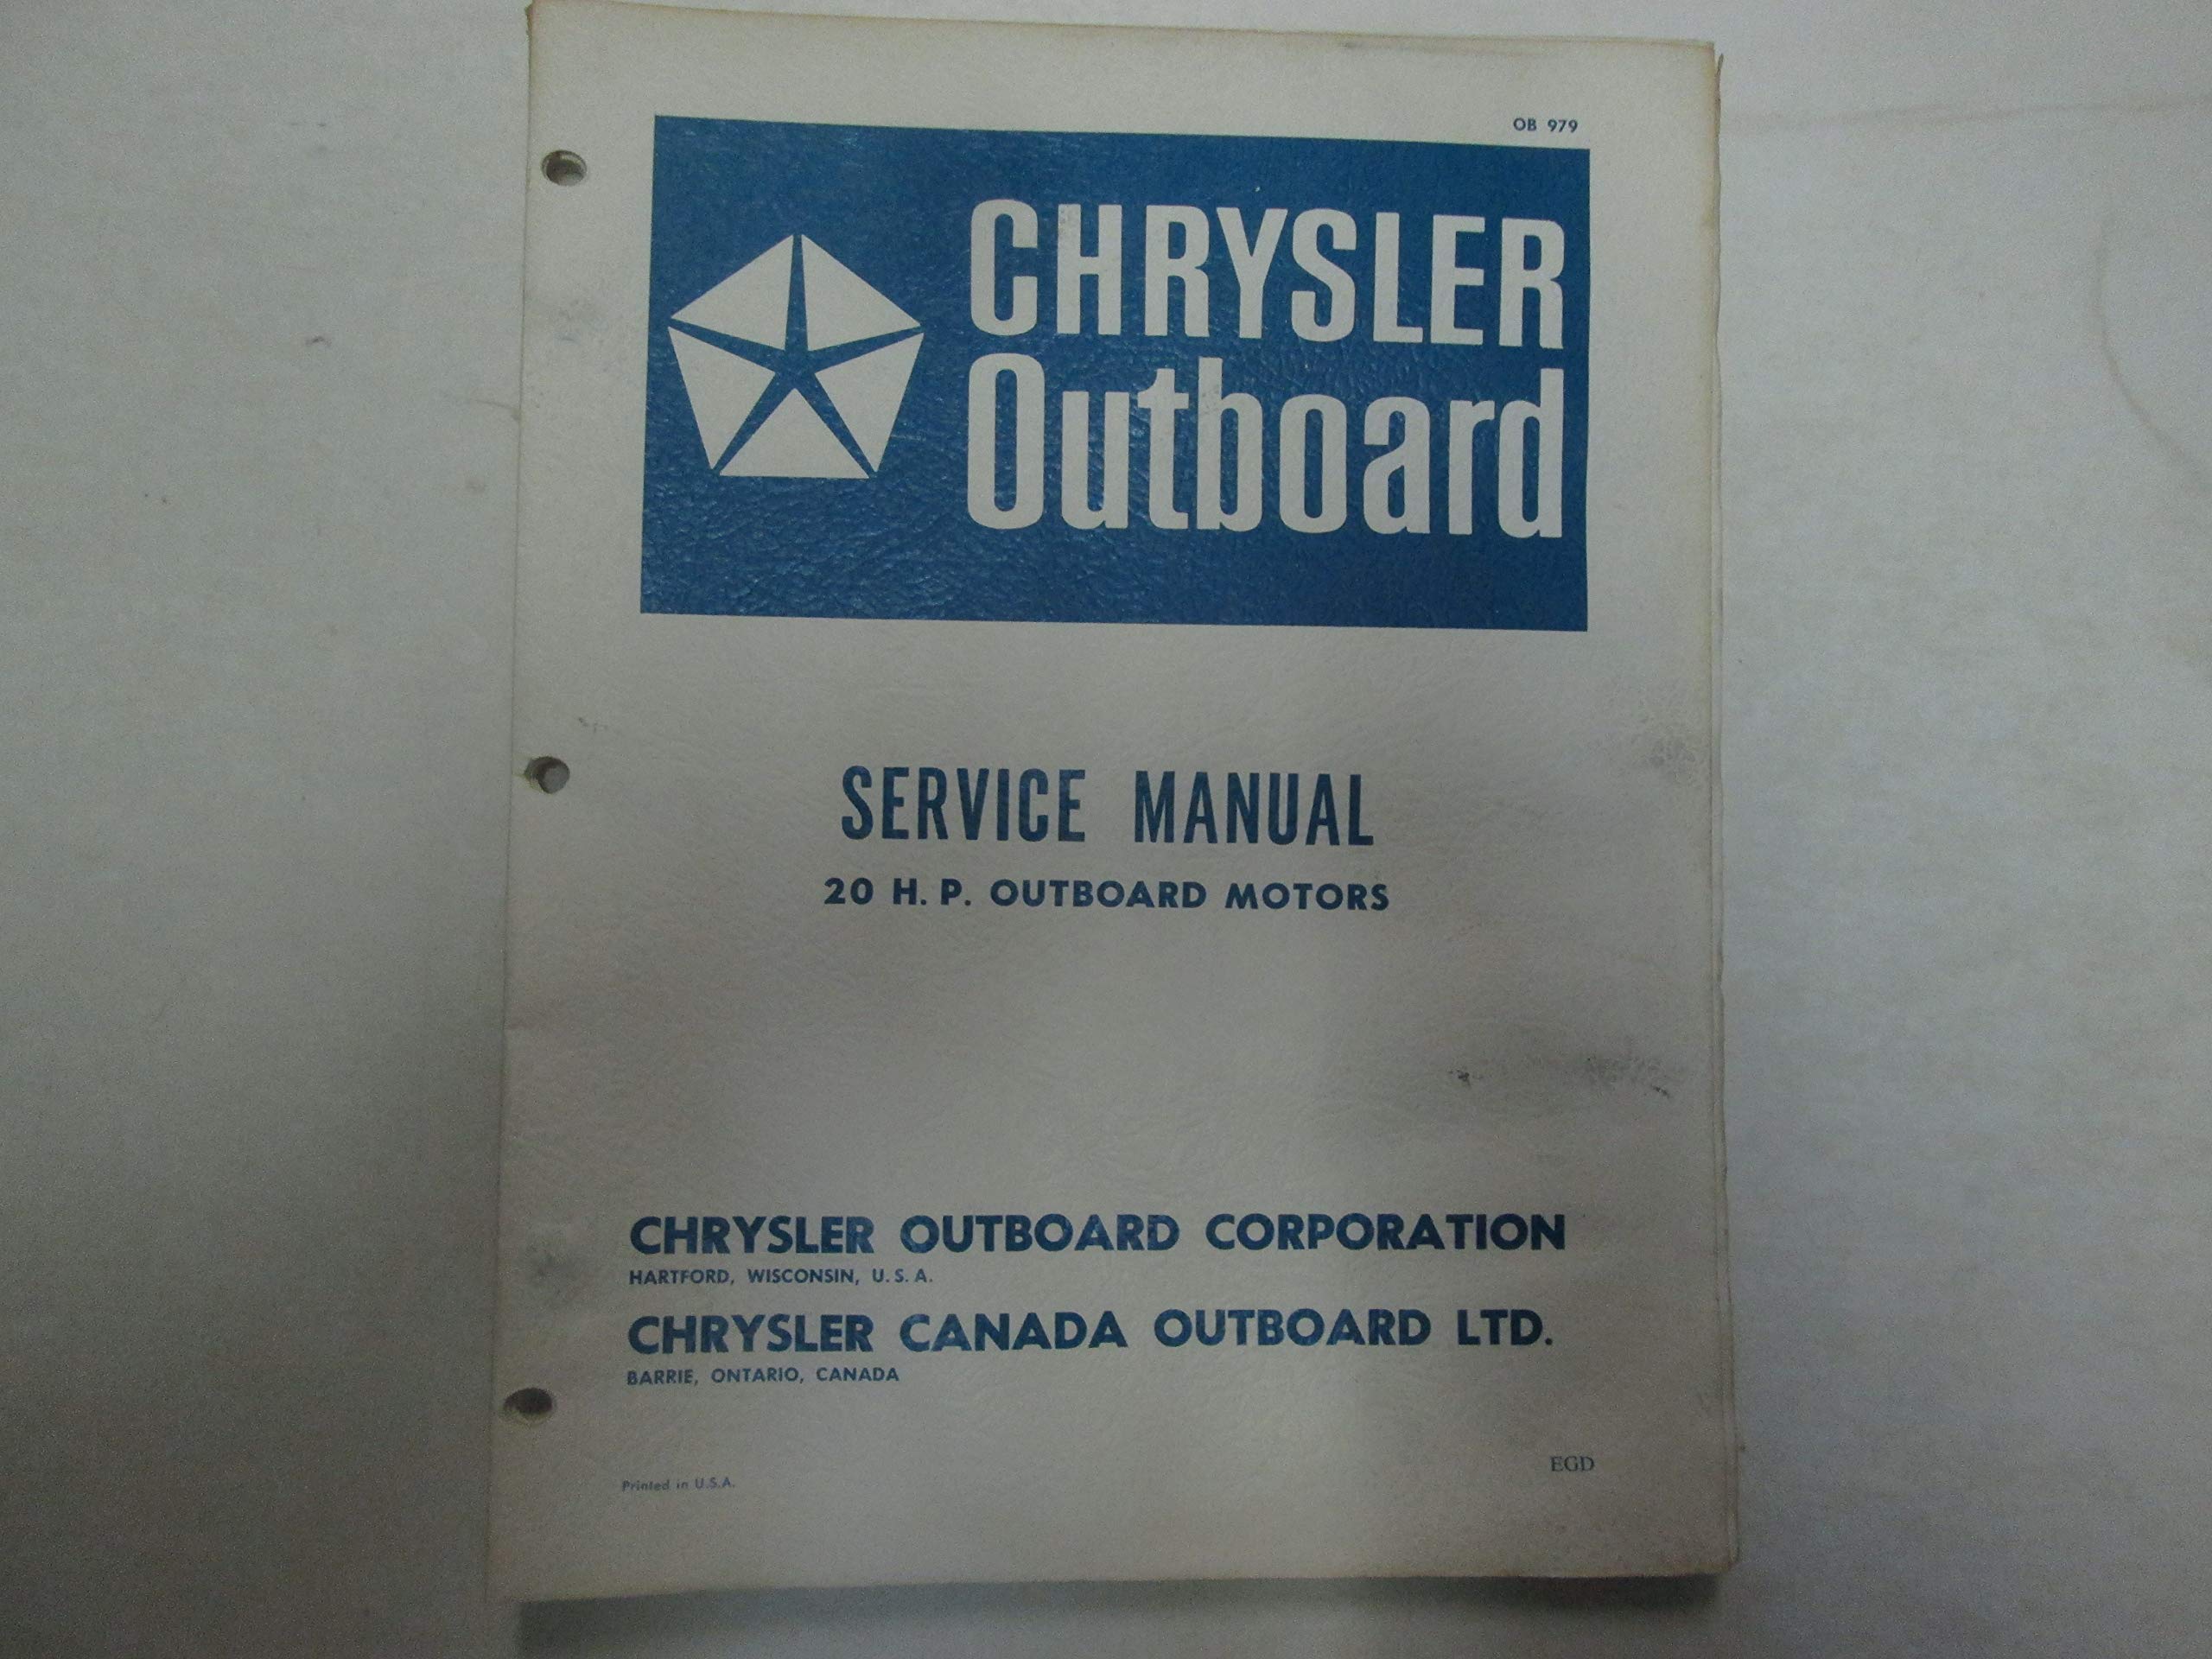 OB 979
CHRYSLER
Outboard
SERVICE MANUAL
20 H. P. OUTBOARD MOTORS
CHRYSLER OUTBOARD CORPORATION
HARTFORD, WISCONSIN, U. S. A.
CHRYSLER CANADA OUTBOARD LTD.
BARRIE, ONTARIO, CANADA
EGD
Printed in U.S.A.